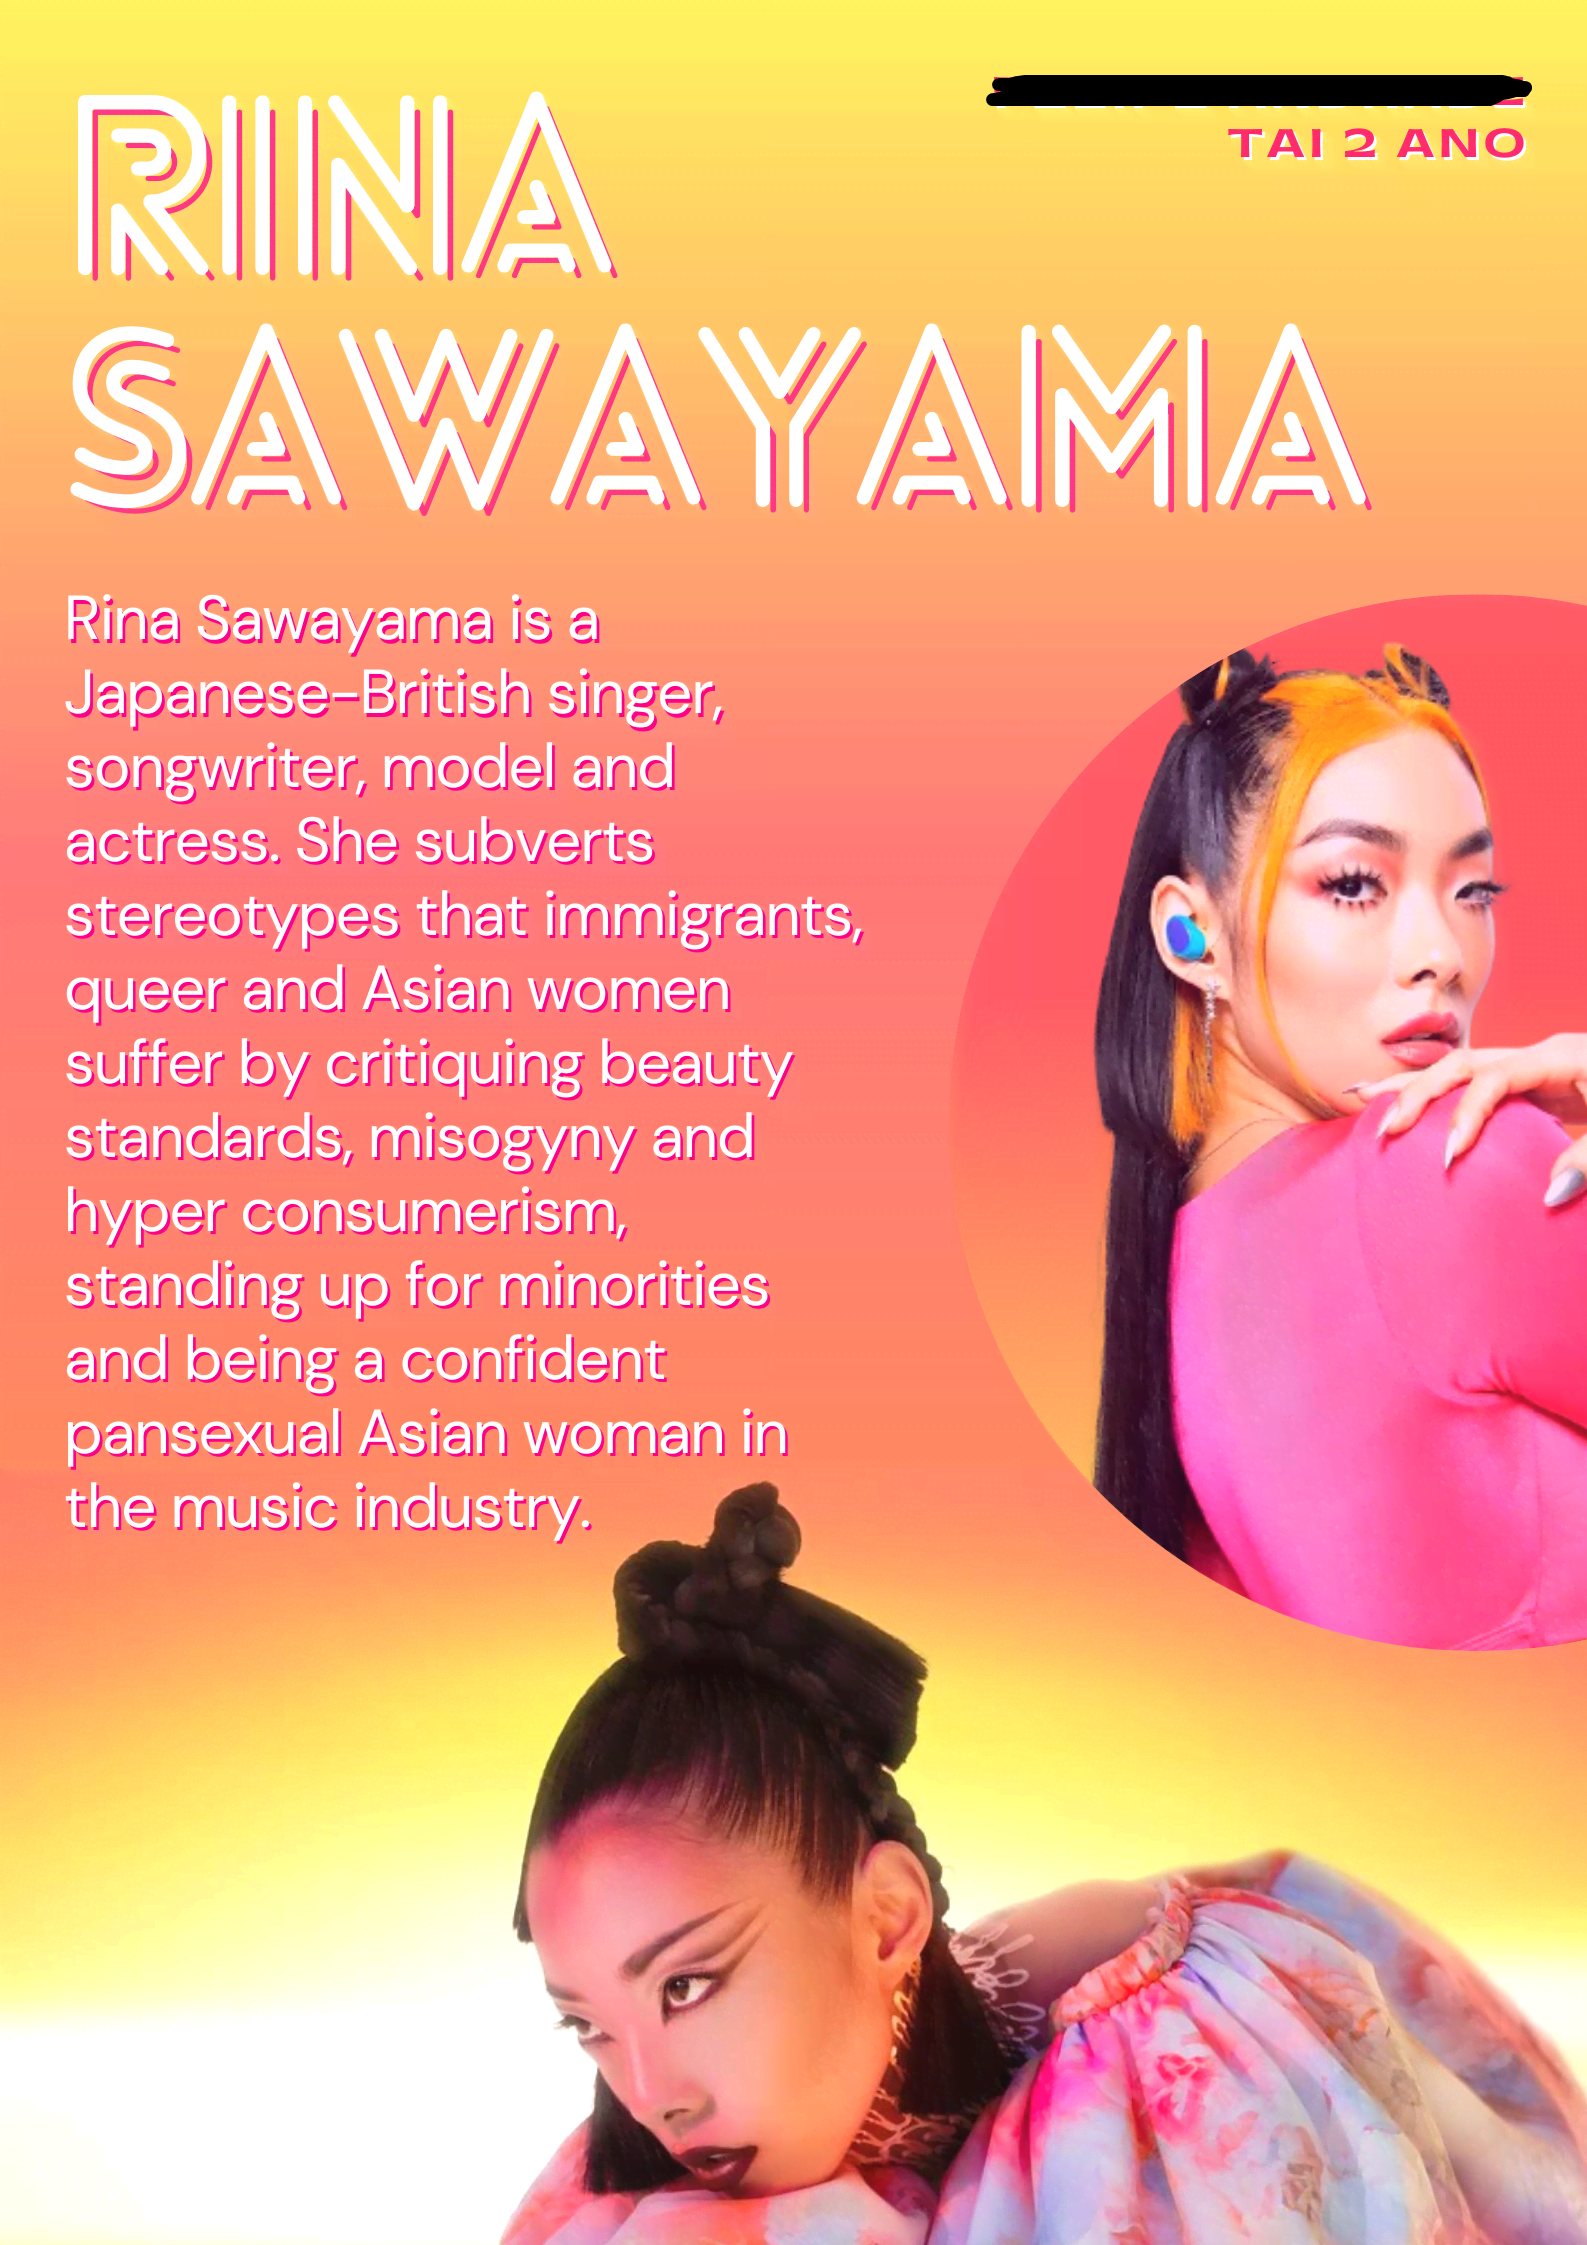 RINA
SAWAYAMA
TAI 2 ANO
Rina Sawayama is a
Japanese-British singer,
songwriter, model and
actress. She subverts
stereotypes that immigrants,
queer and Asian women
suffer by critiquing beauty
standards, misogyny and
hyper consumerism,
standing up for minorities
and being a confident
pansexual Asian woman in
the music industry.